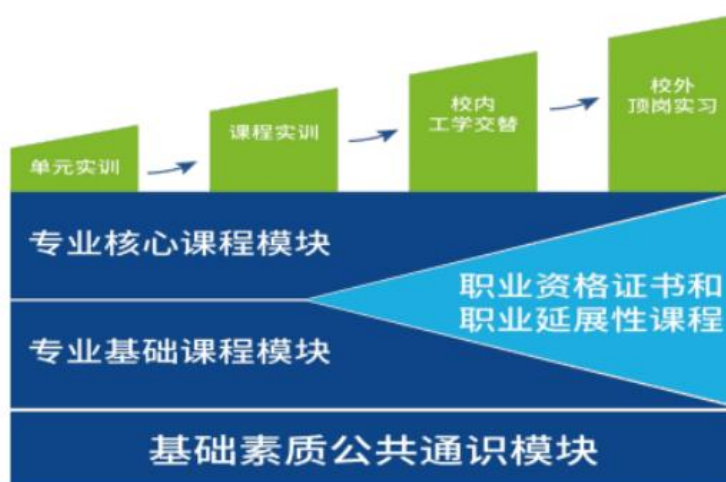 单元实训
课程实训
校内
工学交替
校外
顶岗实习
专业核心课程模块
职业资格证书和
职业延展性课程
专业基础课程模块
基础素质公共通识模块